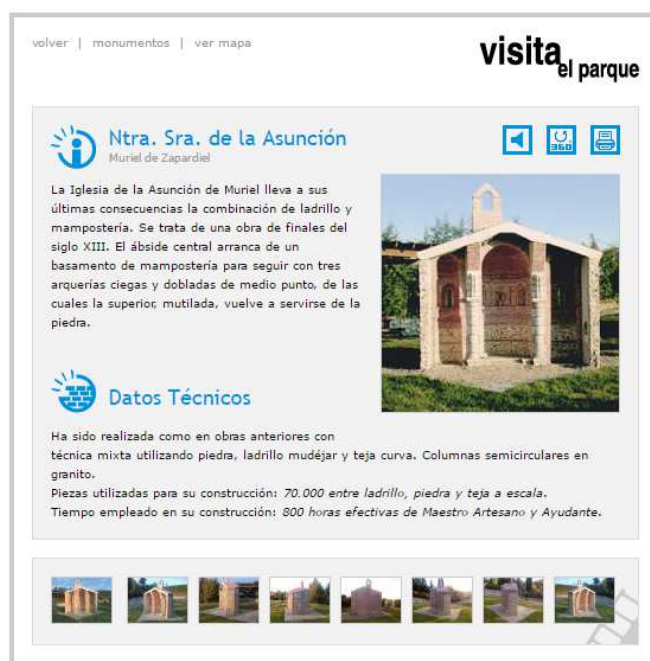 volver | monumentos | ver mapa
visita
el parque
Ntra. Sra. de la Asunción
Muriel de Zapardiel
360
La Iglesia de la Asunción de Muriel lleva a sus
últimas consecuencias la combinación de ladrillo y
mampostería. Se trata de una obra de finales del
siglo XIII. El ábside central arranca de un
basamento de mampostería para seguir con tres
arquerías ciegas y dobladas de medio punto, de las
cuales la superior, mutilada, vuelve a servirse de la
piedra.
Datos Técnicos
Ha sido realizada como en obras anteriores con
técnica mixta utilizando piedra, ladrillo mudéjar y teja curva. Columnas semicirculares en
granito.
Piezas utilizadas para su construcción: 70.000 entre ladrillo, piedra y teja a escala.
Tiempo empleado en su construcción: 800 horas efectivas de Maestro Artesano y Ayudante.